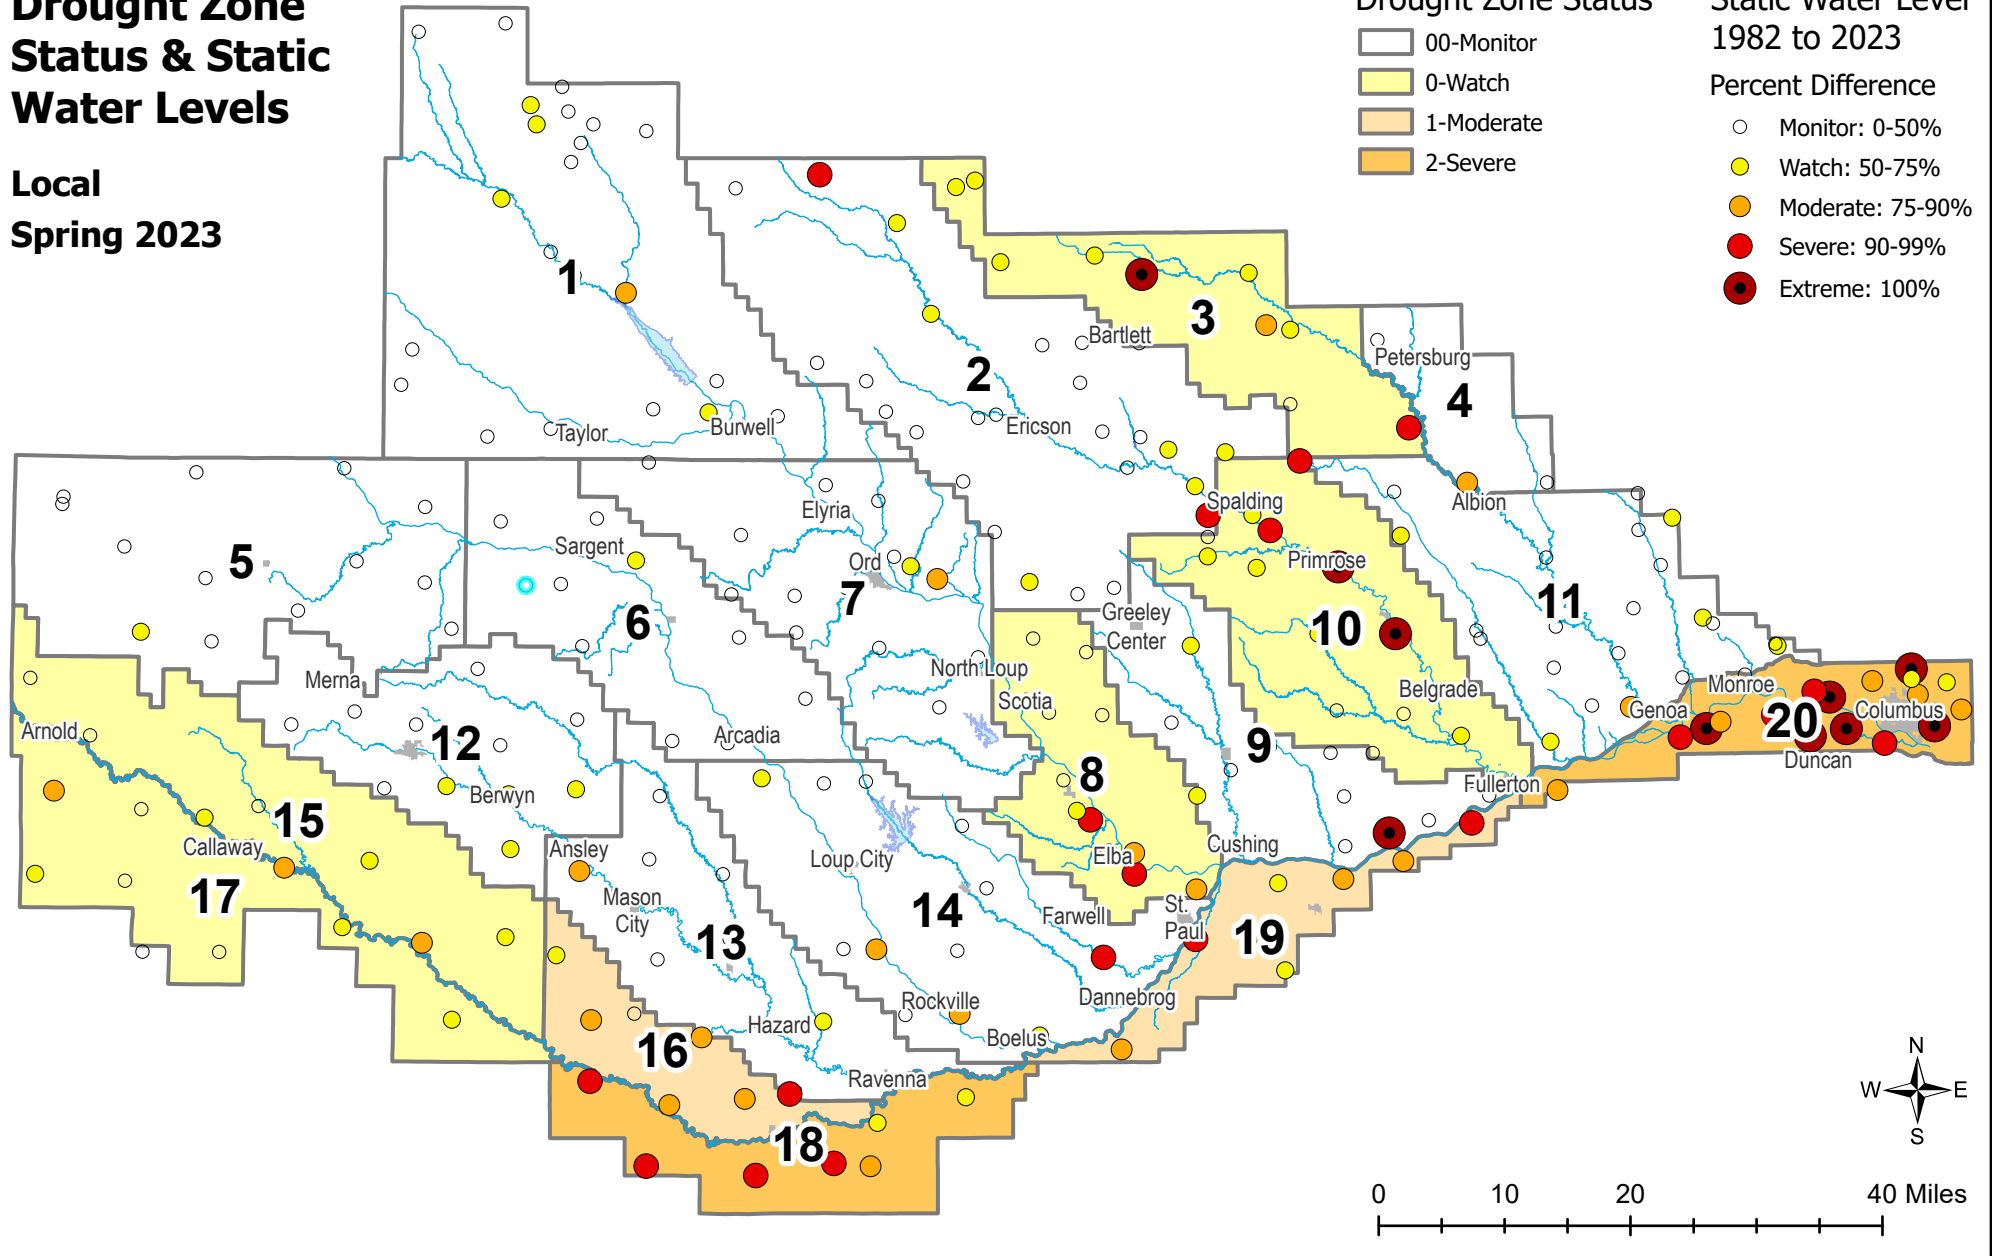 Drought Zone
Status & Static
Water Levels
Local
Spring 2023
Drought Zone Status
00-Monitor
0-Watch
1-Moderate
2-Severe
Static Water Level
1982 to 2023
Percent Difference
Monitor: 0-50%
Watch: 50-75%
Moderate: 75-90%
Severe: 90-99%
Extreme: 100%
1
2
3
4
5
6
7
8
9
10
11
12
13
14
15
16
17
18
19
20
Bartlett
Petersburg
Taylor
Burwell
Ericson
Albion
Elyria
Spalding
Sargent
Ord
Primrose
Greeley
Center
Merna
North Loup
Scotia
Belgrade
Monroe
Genoa
Columbus
Duncan
Arnold
Arcadia
Berwyn
Fullerton
Callaway
Ansley
Loup City
Elba
Cushing
Mason
City
Farwell
St.
Paul
Dannebrog
Rockville
Hazard
Boelus
Ravenna
N
W
E
S
0
10
20
40 Miles